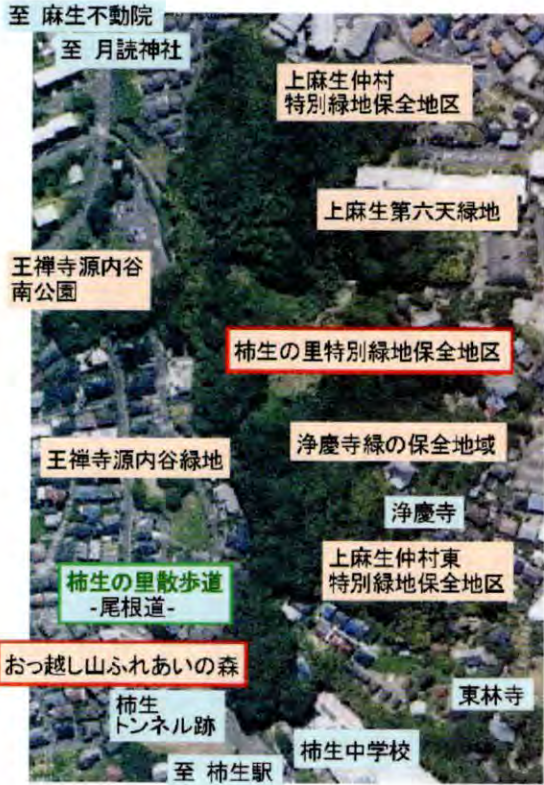 至 麻生不動院
至 月読神社
上麻生仲村
特別緑地保全地区
上麻生第六天緑地
王禅寺源内谷
南公園
柿生の里特別緑地保全地区
王禅寺源内谷緑地
浄慶寺緑の保全地域
浄慶寺
上麻生仲村東
特別緑地保全地区
柿生の里散歩道
-尾根道-
おっ越し山ふれあいの森
東林寺
柿生
トンネル跡
柿生中学校
至 柿生駅